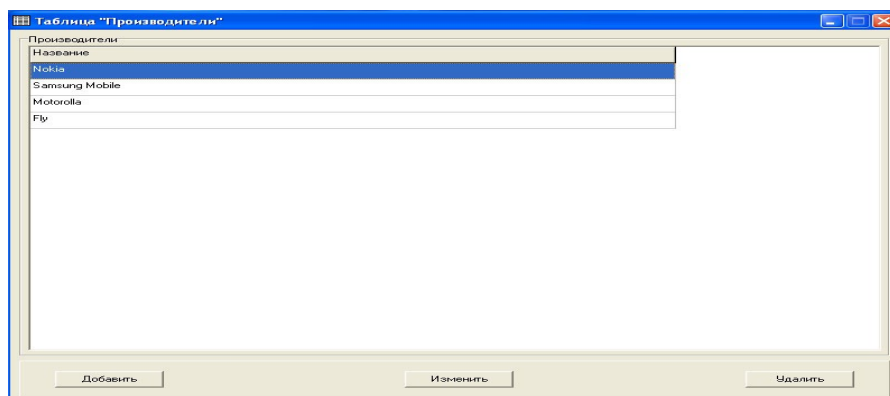 Таблица "Производители"
Производители
Название
Nokia
Samsung Mobile
Motorolla
Fly
Добавить Изменить Удалить